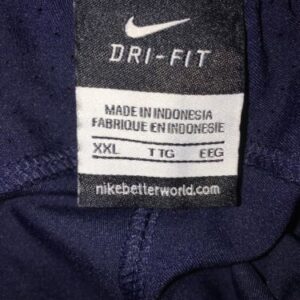 DRI-FIT
MADE IN INDONESIA
FABRIQUE EN INDONESIE
XXL TTG EEG
nikebetterworld.com